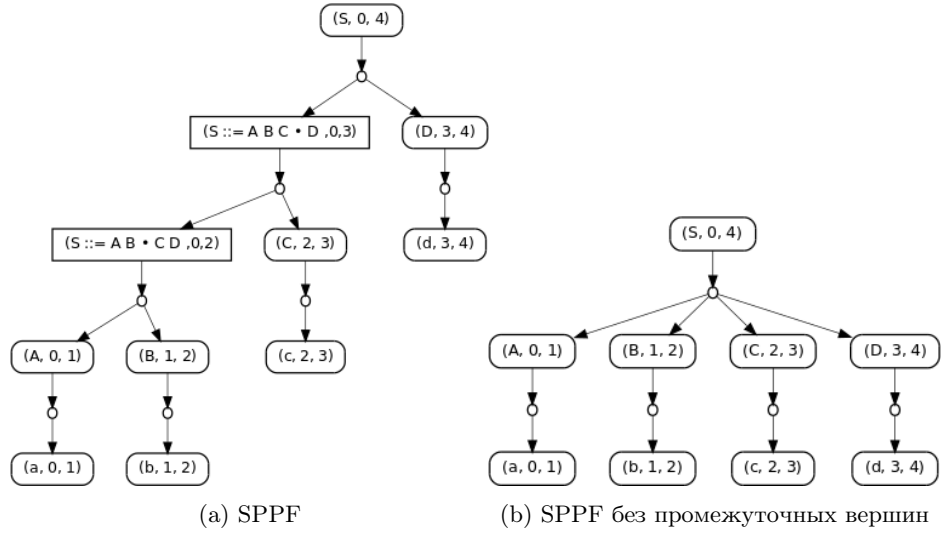 (S, 0, 4)
(S ::= A B C • D ,0,3)
(D, 3, 4)
(S ::= A B • C D ,0,2)
(C, 2, 3)
(d, 3, 4)
(A, 0, 1)
(B, 1, 2)
(c, 2, 3)
(a, 0, 1)
(b, 1, 2)
(a) SPPF
(S, 0, 4)
(A, 0, 1)
(B, 1, 2)
(C, 2, 3)
(D, 3, 4)
(a, 0, 1)
(b, 1, 2)
(c, 2, 3)
(d, 3, 4)
(b) SPPF без промежуточных вершин